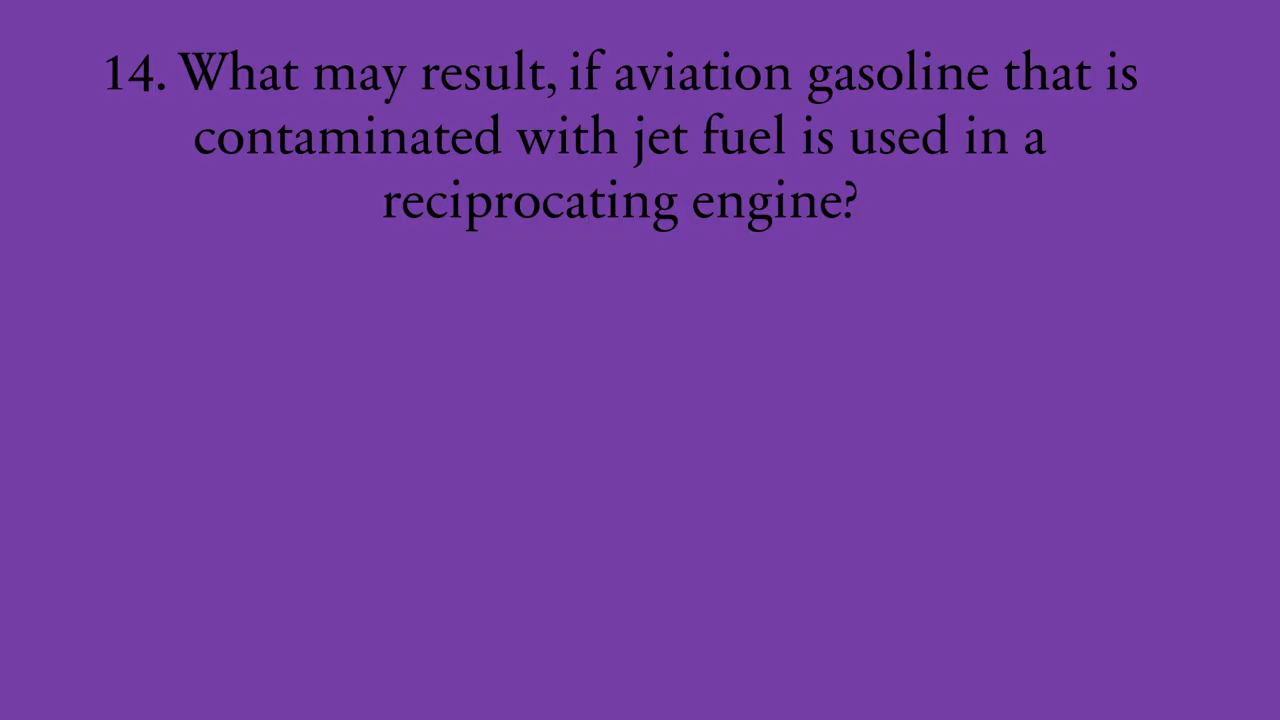 14. What may result, if aviation gasoline that is
contaminated with jet fuel is used in a
reciprocating engine?